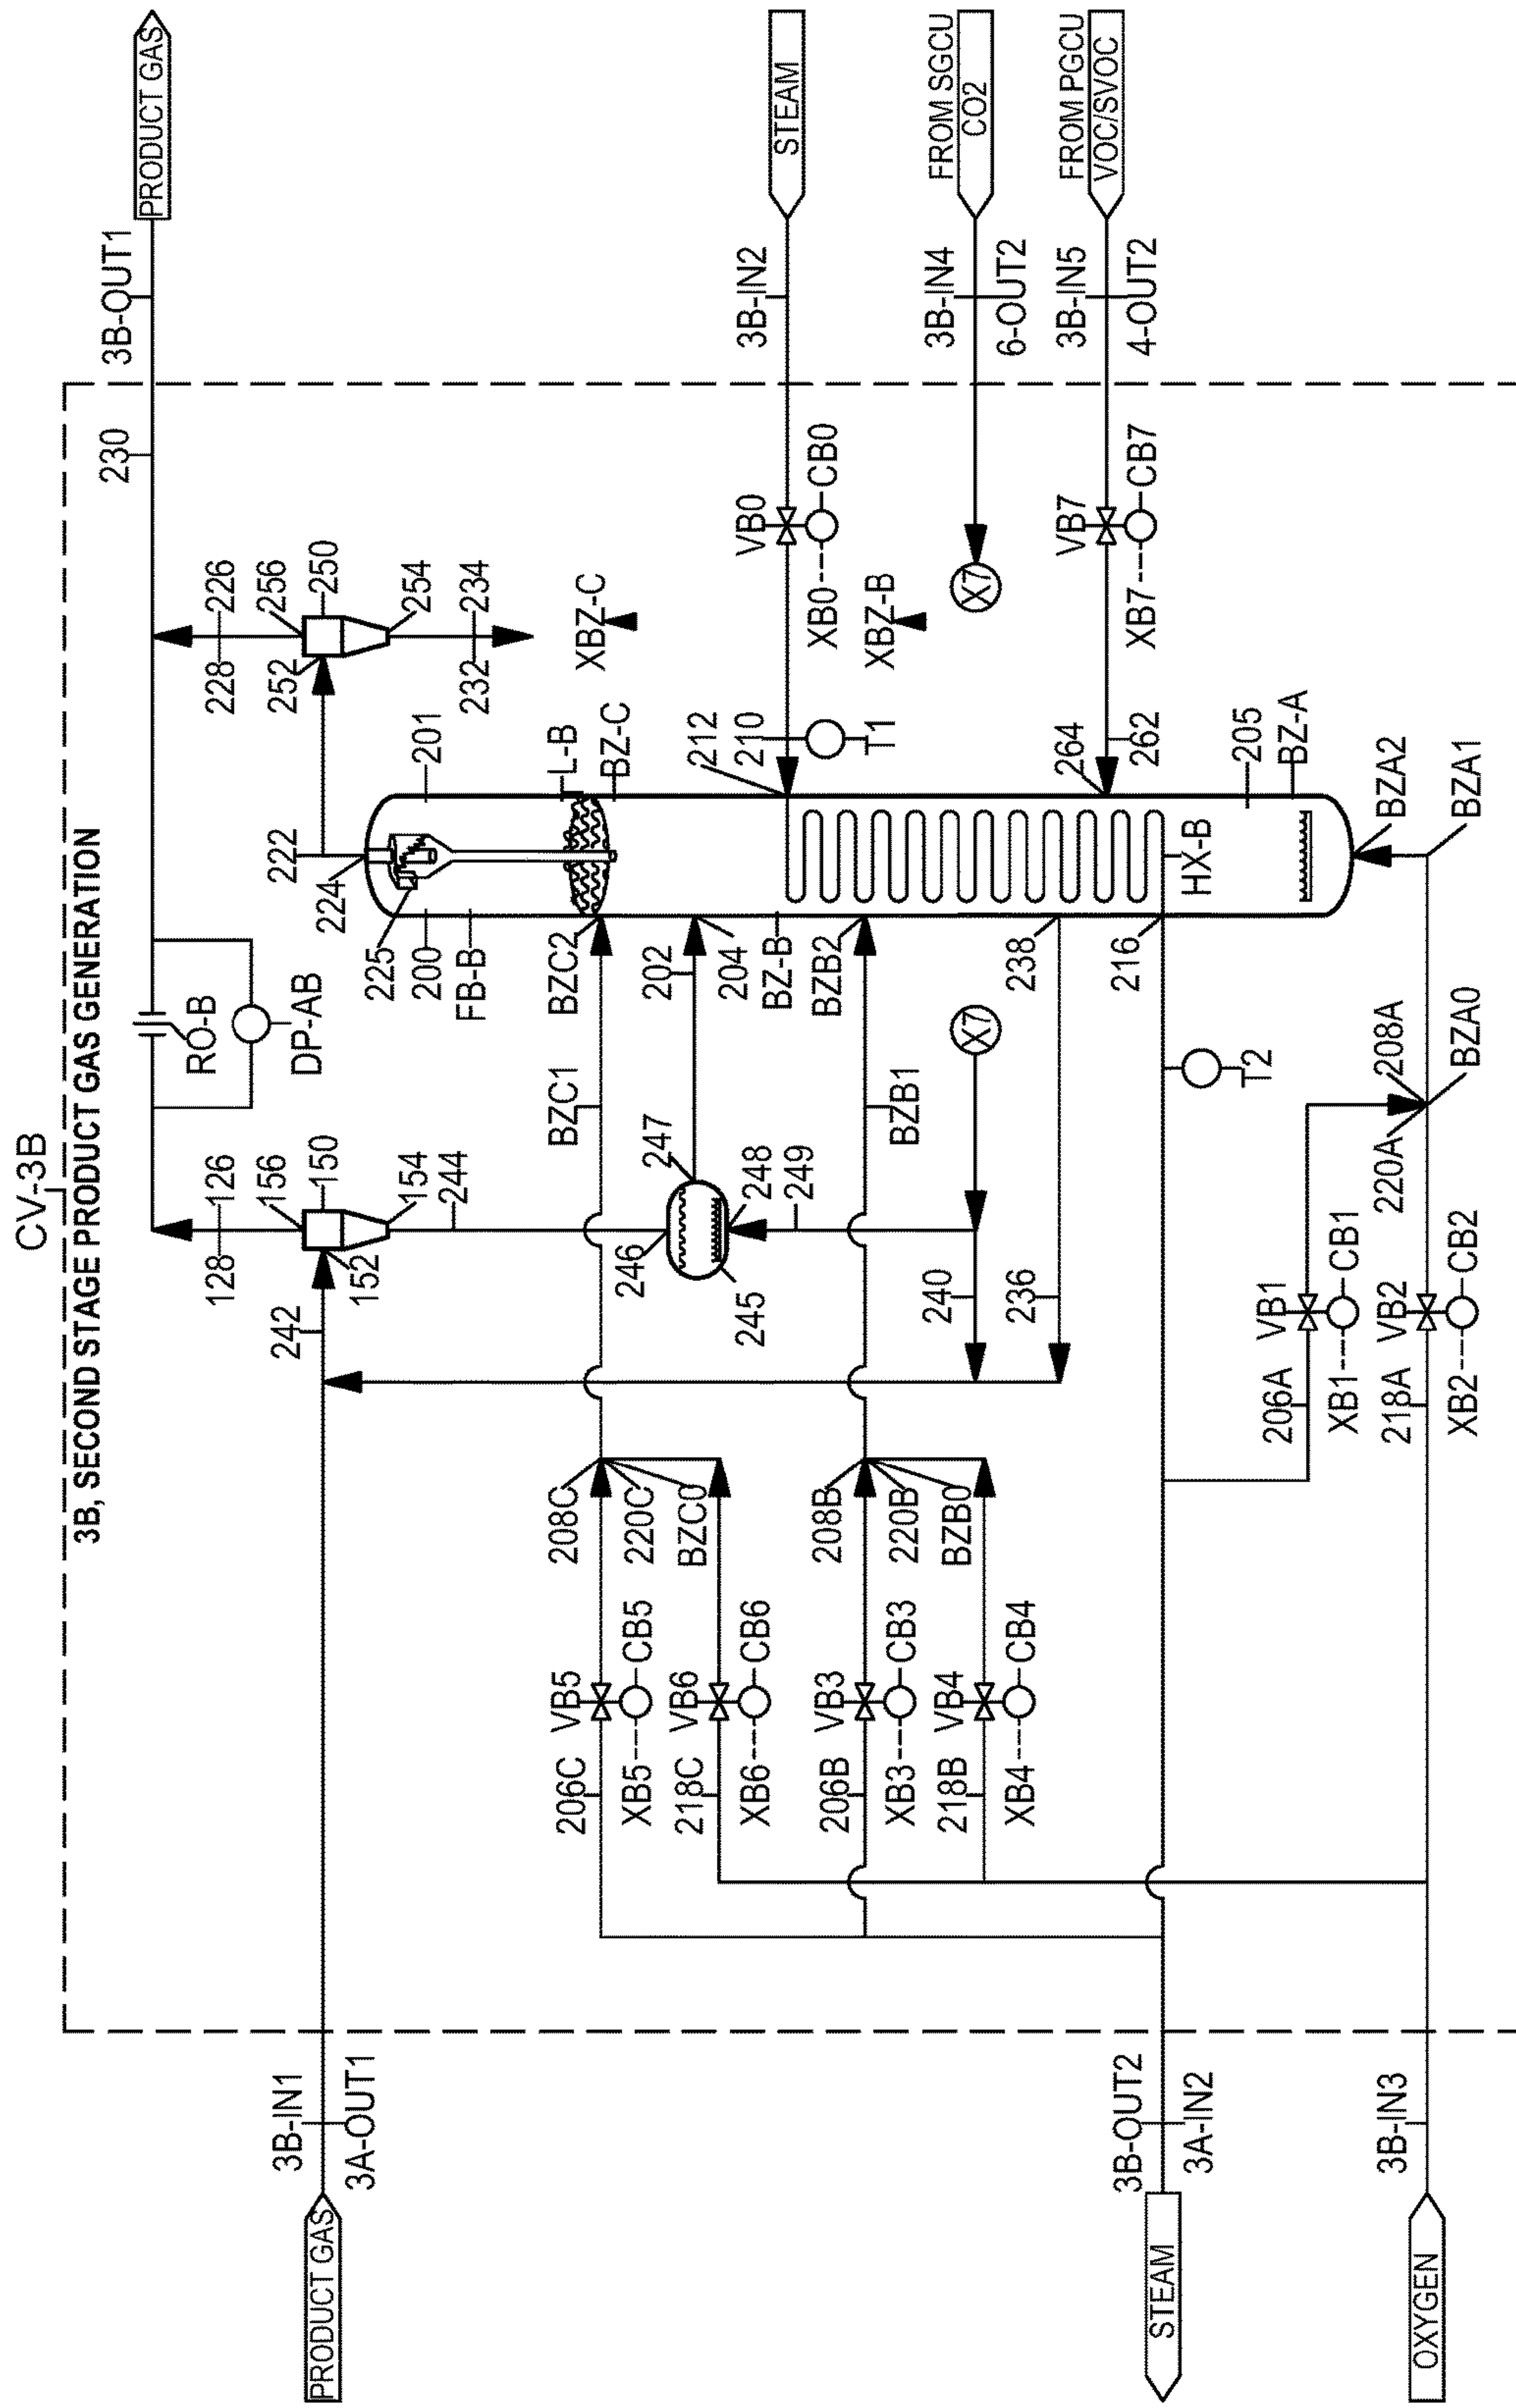 CV-3B
3B, SECOND STAGE PRODUCT GAS GENERATION
PRODUCT GAS
3B-IN1
3A-OUT1
STEAM
3B-OUT2
3A-IN2
OXYGEN
3B-IN3
242
128
126
156
150
152
154
244
RO-B
DP-AB
230
3B-OUT1
PRODUCT GAS
228
226
256
250
252
254
232
234
222
224
225
201
200
FB-B
L-B
BZ-C
XBZ-C
BZC2
BZC1
208C
220C
BZC0
VB5
206C
XB5
CB5
VB6
218C
XB6
CB6
246
247
245
248
249
202
204
BZ-B
BZB2
BZB1
208B
220B
BZB0
VB3
206B
XB3
CB3
VB4
218B
XB4
CB4
212
210
T1
VB0
XB0
CB0
XBZ-B
3B-IN2
STEAM
X7
X7
3B-IN4
6-OUT2
FROM SGCU
CO2
240
236
238
216
HX-B
T2
264
262
VB7
XB7
CB7
3B-IN5
4-OUT2
FROM PGCU
VOC/SVOC
205
BZ-A
BZA2
BZA1
208A
220A
BZA0
VB1
206A
XB1
CB1
VB2
218A
XB2
CB2